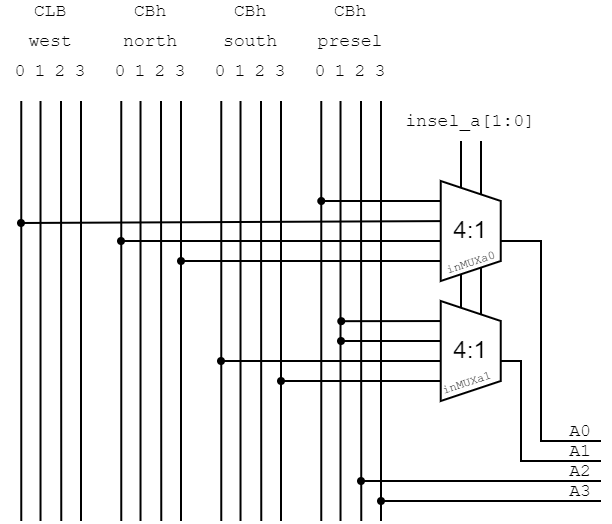 CLB CBh CBh CBh
west north south presel
0 1 2 3 0 1 2 3 0 1 2 3 0 1 2 3
insel_a[1:0]
4:1
inMUXa0
4:1
inMUXa1
A0
A1
A2
A3